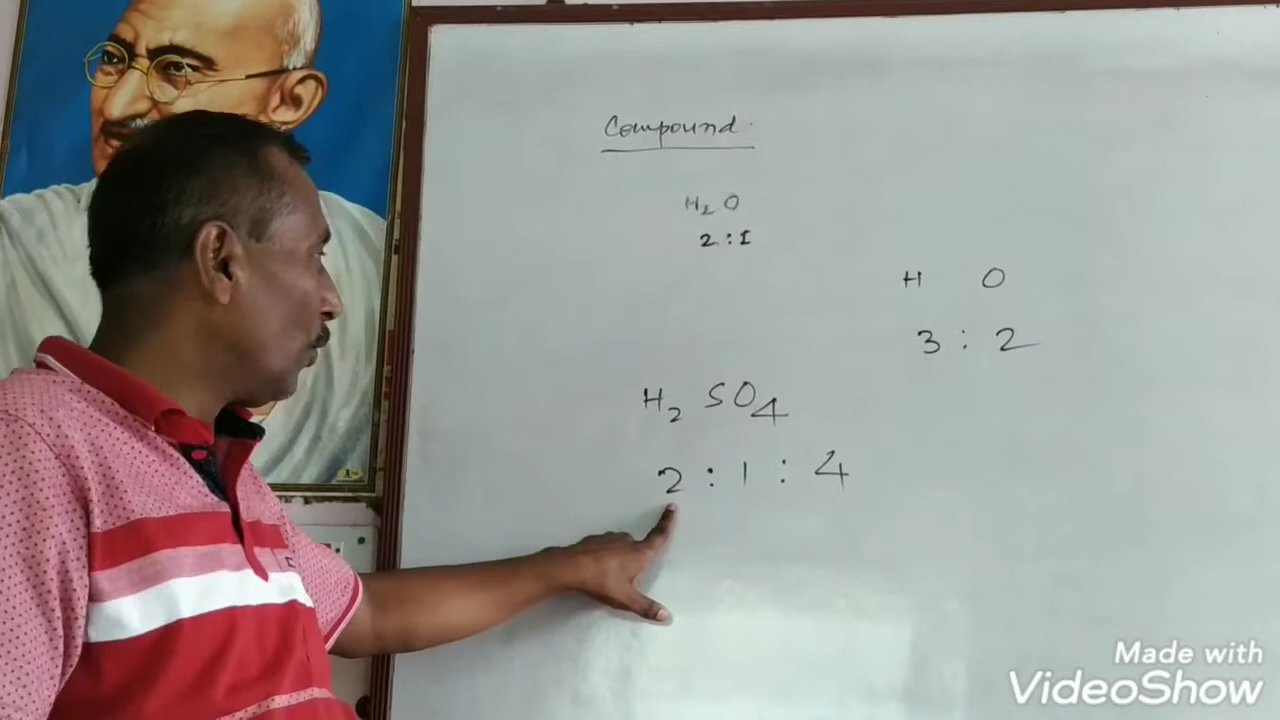 Compound.
H₂O
2:1
H O
3 : 2
H₂ SO₄
2 : 1 : 4
Made with
VideoShow